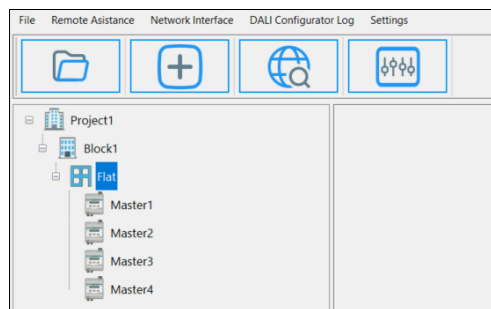 File Remote Asistance Network Interface DALI Configurator Log Settings
Project1
Block1
Flat
Master1
Master2
Master3
Master4